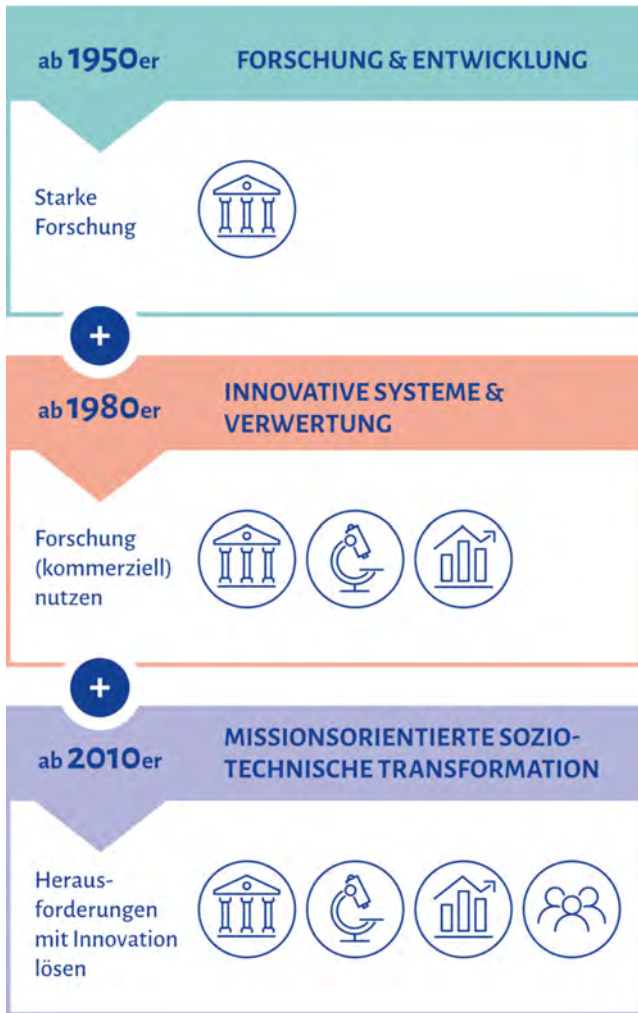 ab 1950er
FORSCHUNG & ENTWICKLUNG
Starke
Forschung
+
ab 1980er
INNOVATIVE SYSTEME &
VERWERTUNG
Forschung
(kommerziell)
nutzen
+
ab 2010er
MISSIONSORIENTIERTE SOZIO-
TECHNISCHE TRANSFORMATION
Heraus-
forderungen
mit Innovation
lösen